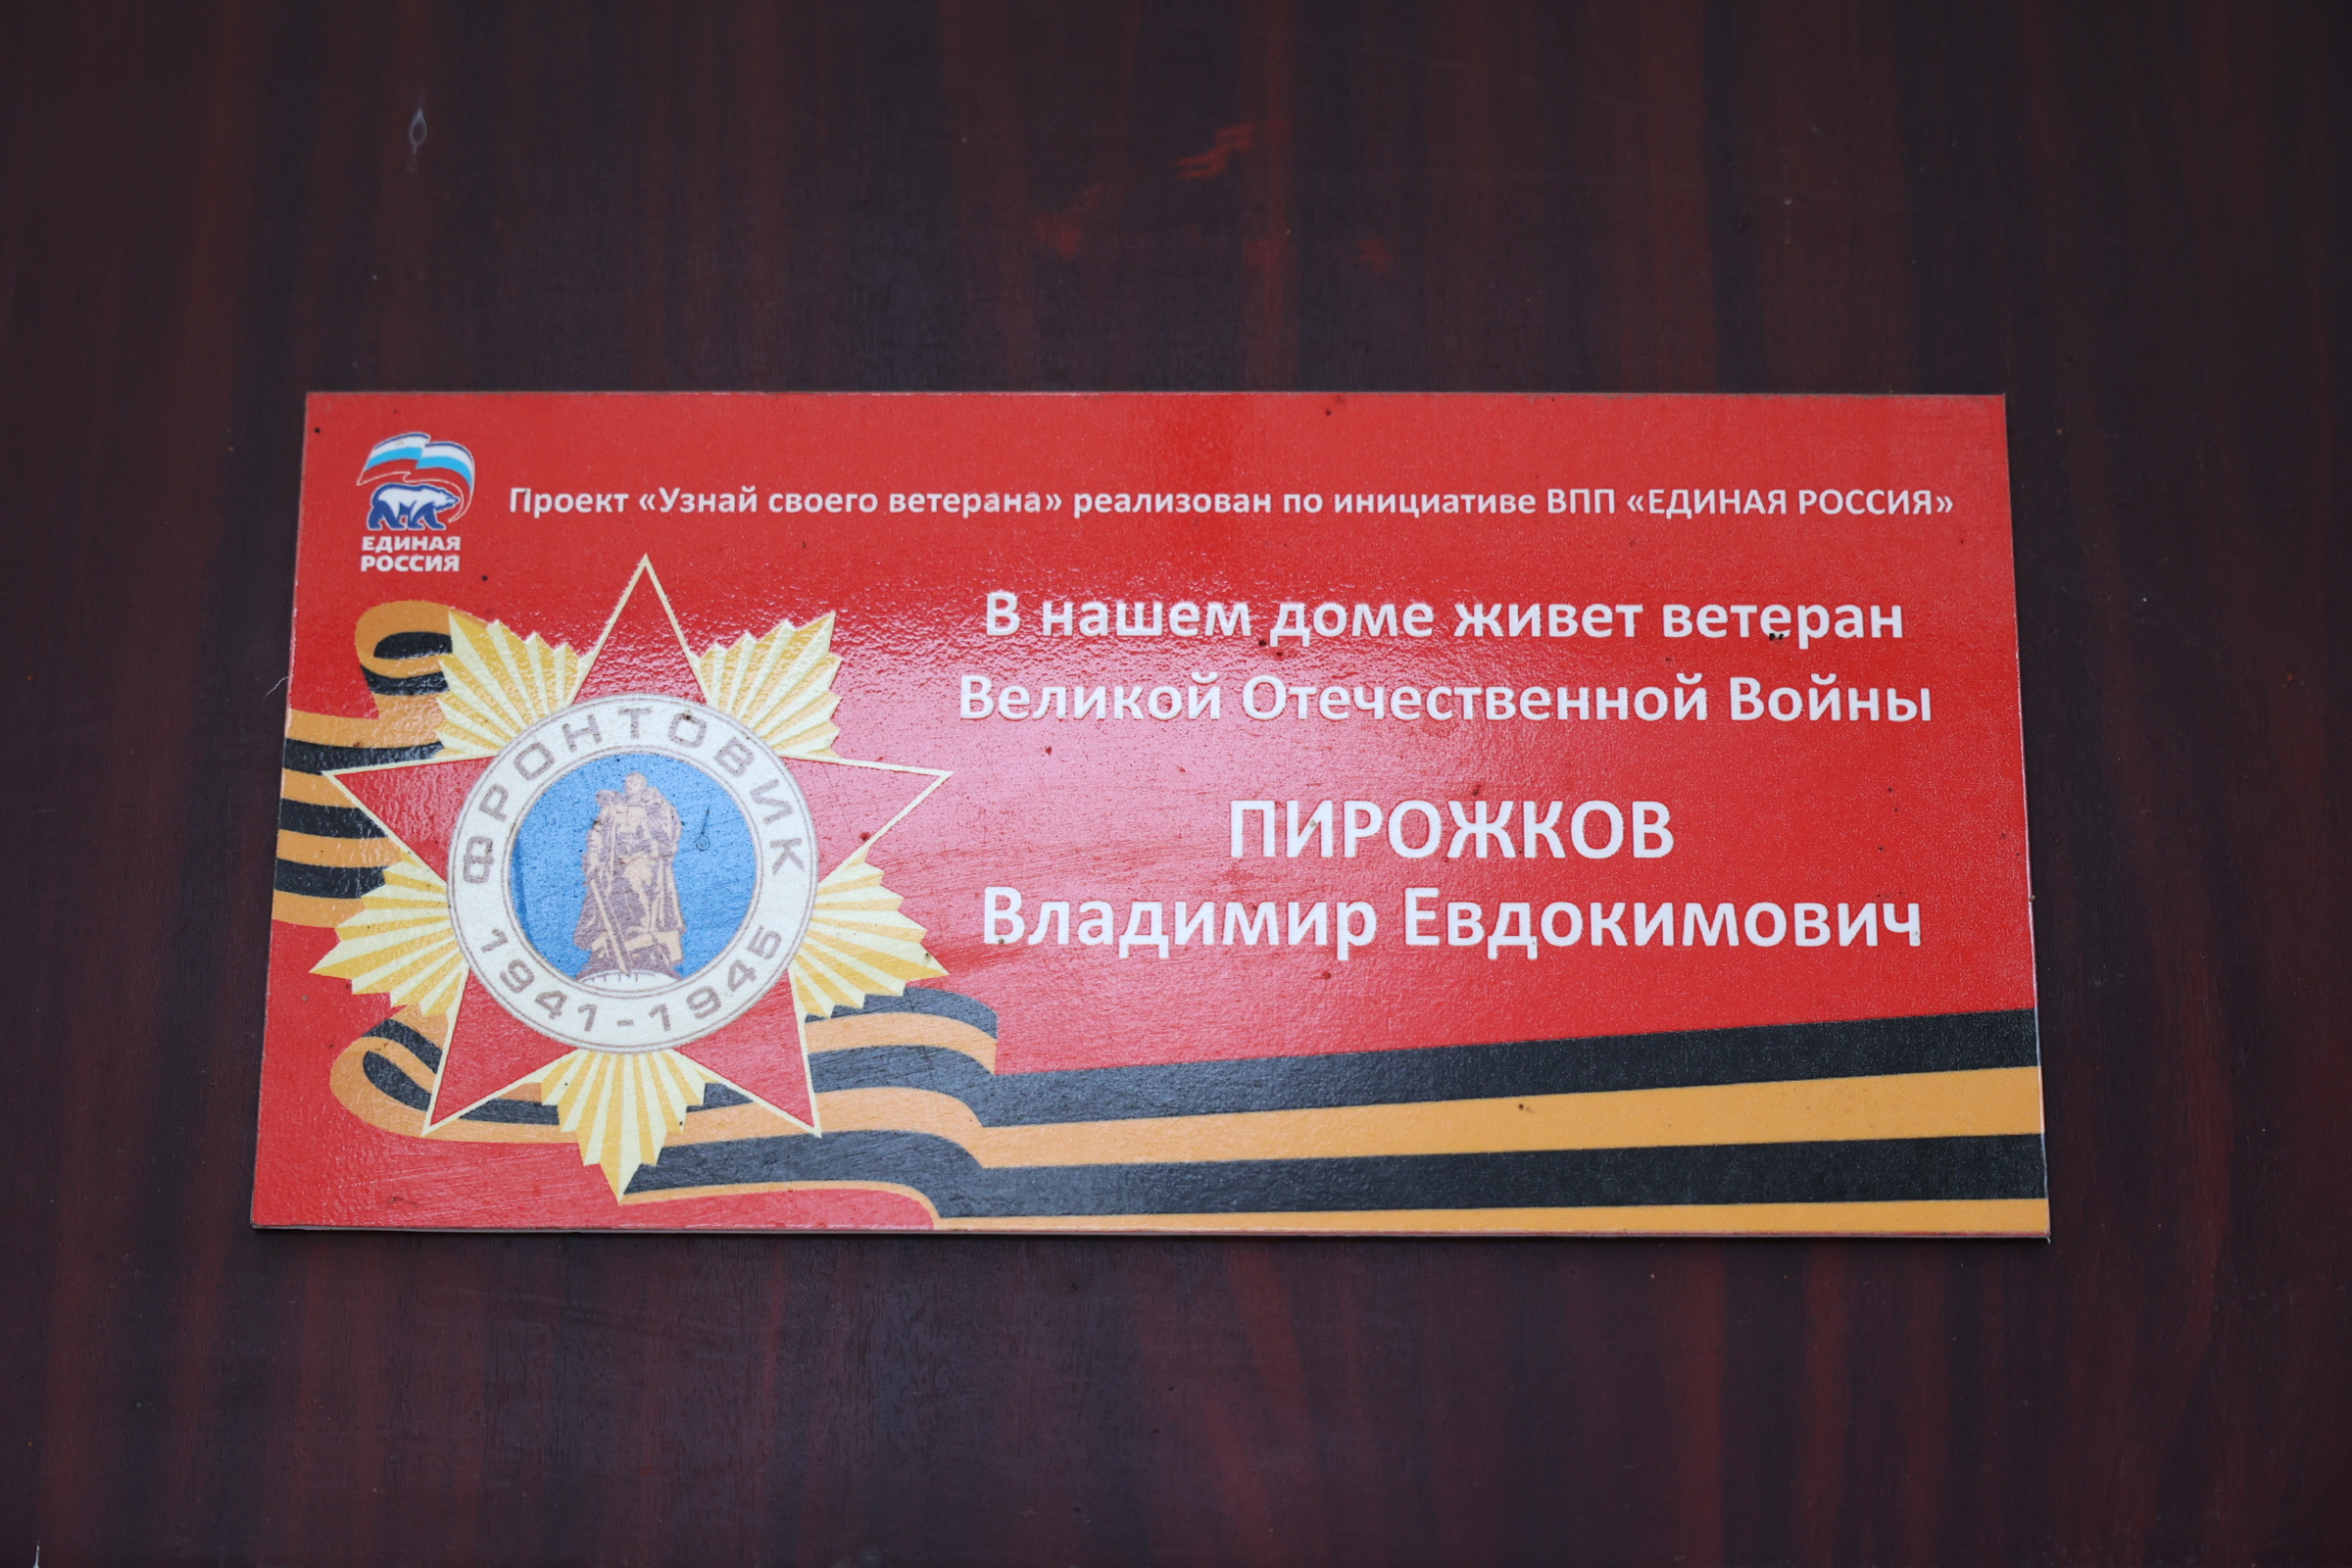 ЕДИНАЯ
РОССИЯ
Проект «Узнай своего ветерана» реализован по инициативе ВПП «ЕДИНАЯ РОССИЯ»
В нашем доме живет ветеран
Великой Отечественной Войны
ПИРОЖКОВ
Владимир Евдокимович
ФРОНТОВИК
1941-1945